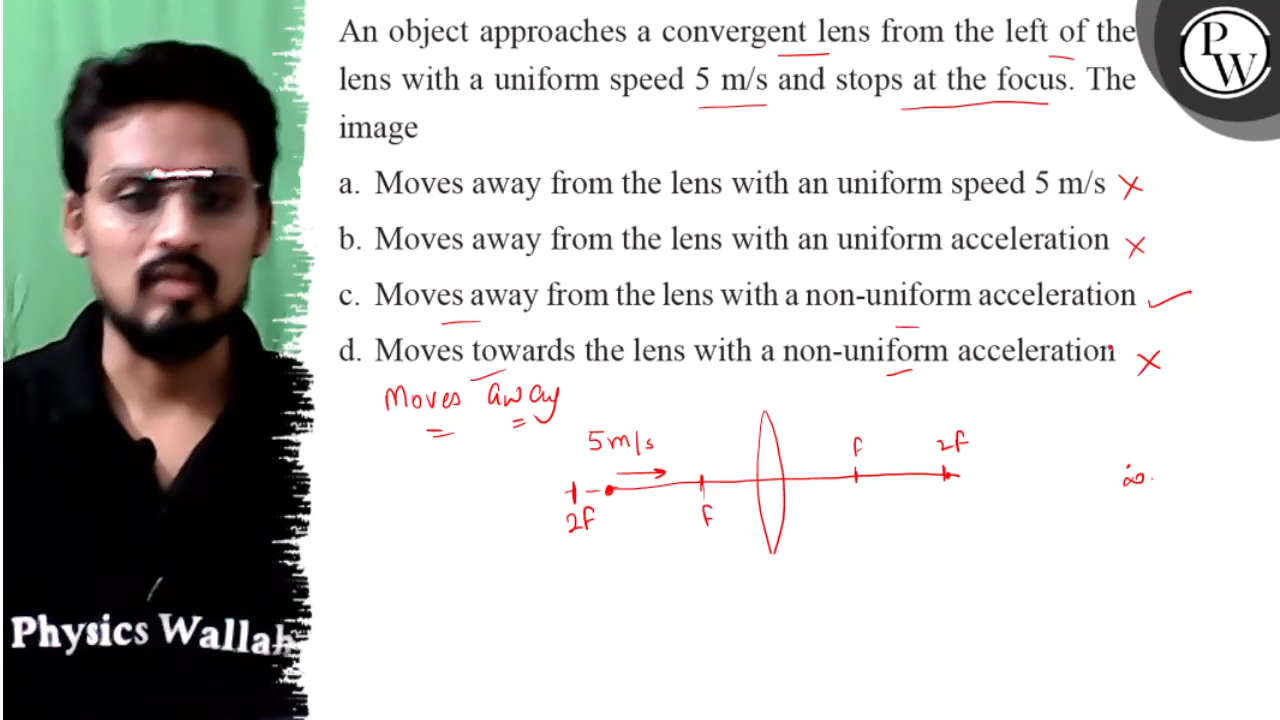 An object approaches a convergent lens from the left of the
lens with a uniform speed 5 m/s and stops at the focus. The
image
a. Moves away from the lens with an uniform speed 5 m/s ×
b. Moves away from the lens with an uniform acceleration ×
c. Moves away from the lens with a non-uniform acceleration ✓
d. Moves towards the lens with a non-uniform acceleration ×
Moves away
5m/s
f
2f
2f
f
∞
PW
Physics Wallah